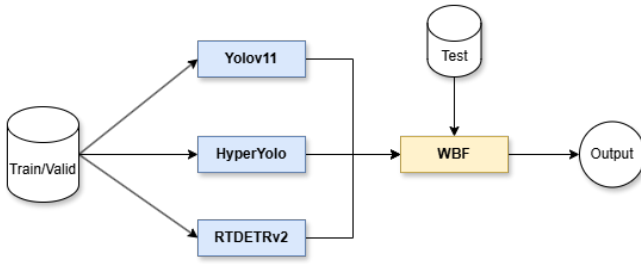 Yolov11
Test
Train/Valid
HyperYolo
WBF
Output
RTDETRv2